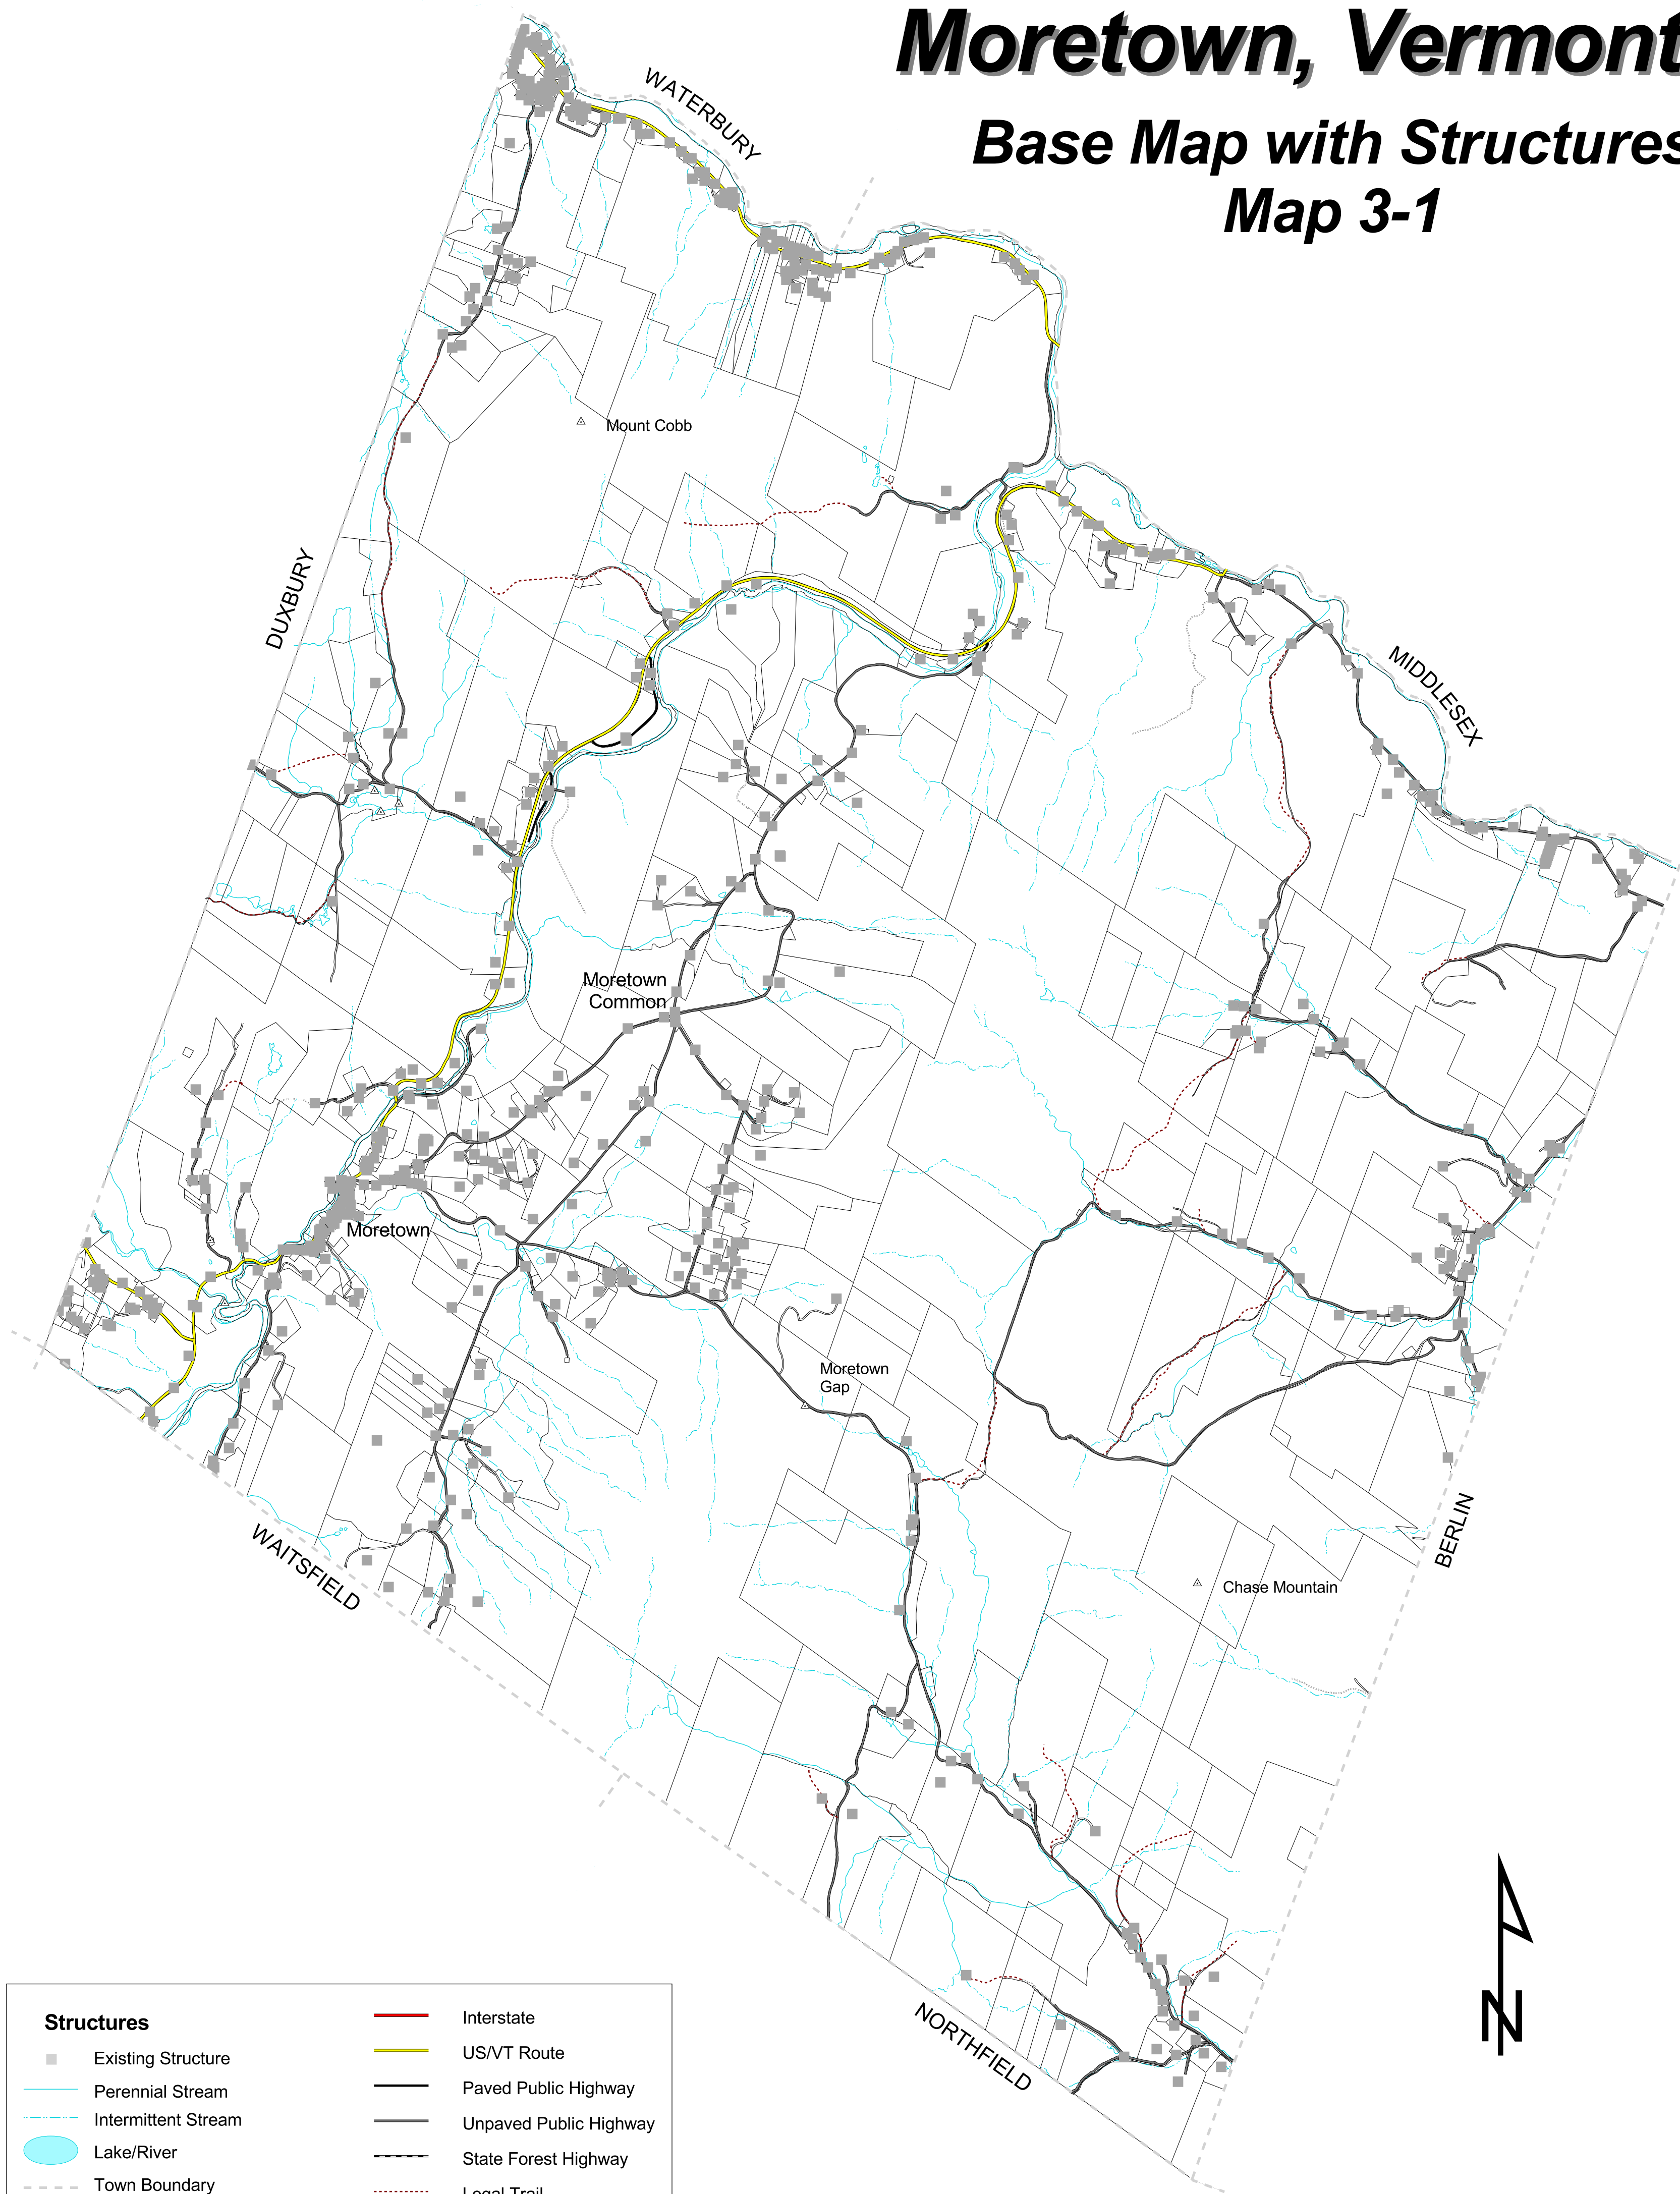 Moretown, Vermont
Base Map with Structures
Map 3-1
WATERBURY
Mount Cobb
DUXBURY
MIDDLESEX
Moretown
Common
Moretown
Moretown
Gap
BERLIN
WAITSFIELD
Chase Mountain
NORTHFIELD
N
Structures
Existing Structure
Perennial Stream
Intermittent Stream
Lake/River
Town Boundary
Interstate
US/VT Route
Paved Public Highway
Unpaved Public Highway
State Forest Highway
Legal Trail